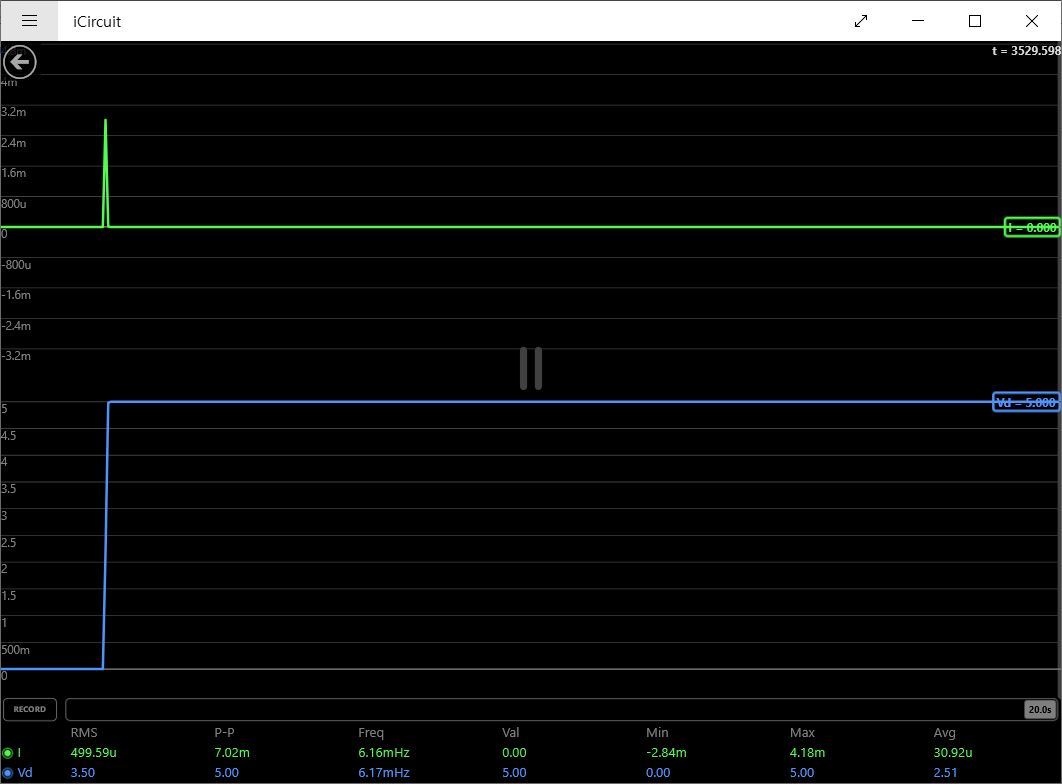 iCircuit
t = 3529.598
4m
3.2m
2.4m
1.6m
800u
I = 0.000
0
-800u
-1.6m
-2.4m
-3.2m
Vd = 5.000
5
4.5
4
3.5
3
2.5
2
1.5
1
500m
0
RECORD
20.0s
RMS P-P Freq Val Min Max Avg
I 499.59u 7.02m 6.16mHz 0.00 -2.84m 4.18m 30.92u
Vd 3.50 5.00 6.17mHz 5.00 0.00 5.00 2.51